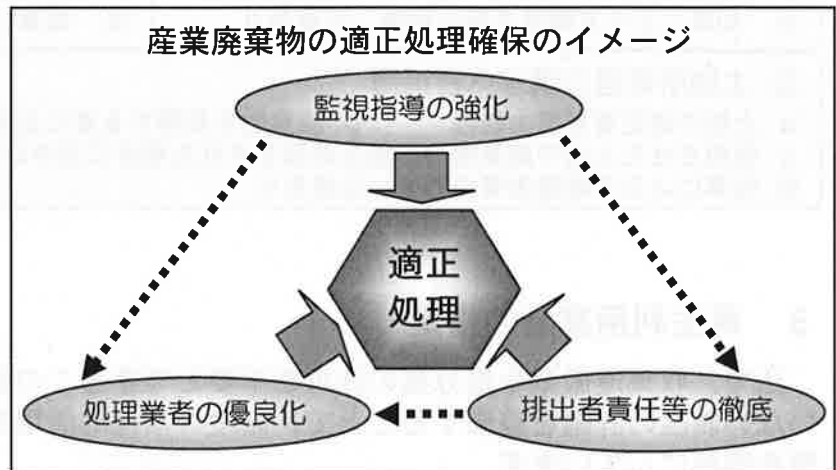 産業廃棄物の適正処理確保のイメージ
監視指導の強化
適正
処理
処理業者の優良化
排出者責任等の徹底